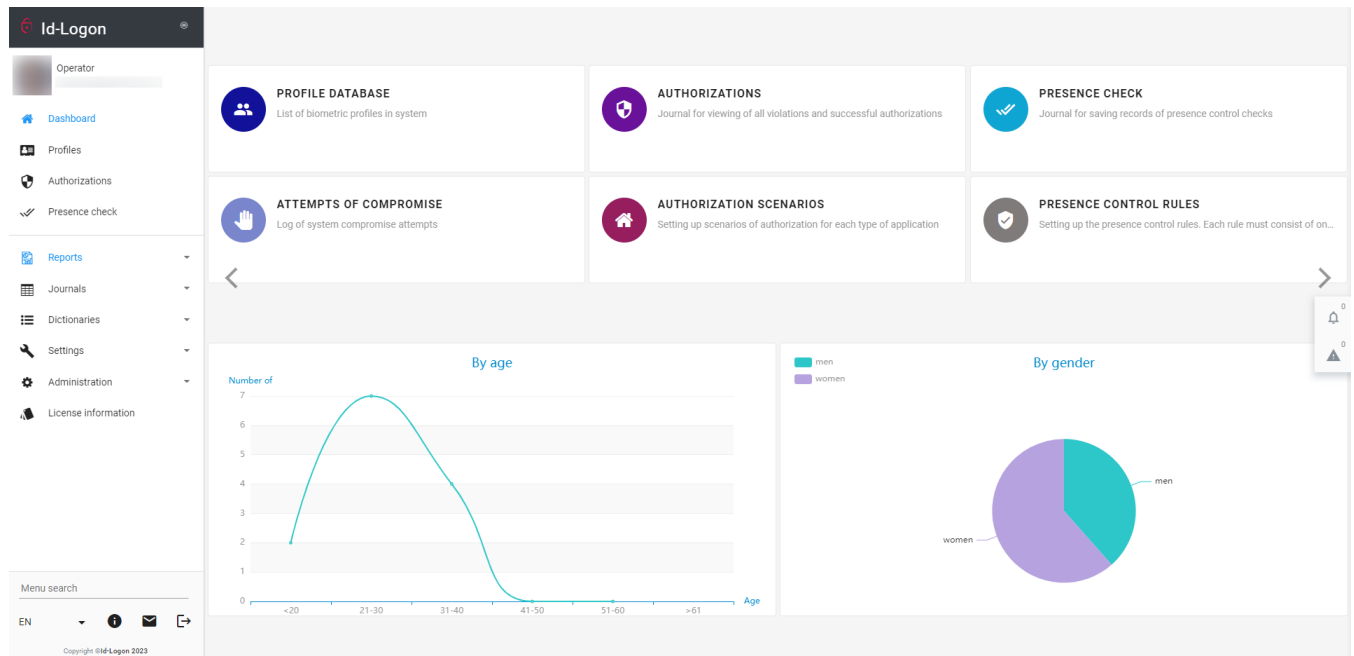 Id-Logon
Operator
Dashboard
Profiles
Authorizations
Presence check
Reports
Journals
Dictionaries
Settings
Administration
License information
Menu search
EN
Copyright ©Id-Logon 2023
PROFILE DATABASE
List of biometric profiles in system
AUTHORIZATIONS
Journal for viewing of all violations and successful authorizations
PRESENCE CHECK
Journal for saving records of presence control checks
ATTEMPTS OF COMPROMISE
Log of system compromise attempts
AUTHORIZATION SCENARIOS
Setting up scenarios of authorization for each type of application
PRESENCE CONTROL RULES
Setting up the presence control rules. Each rule must consist of on...
0
0
By age
Number of
7
6
5
4
3
2
1
0
<20 21-30 31-40 41-50 51-60 >61
Age
By gender
men
women
men
women